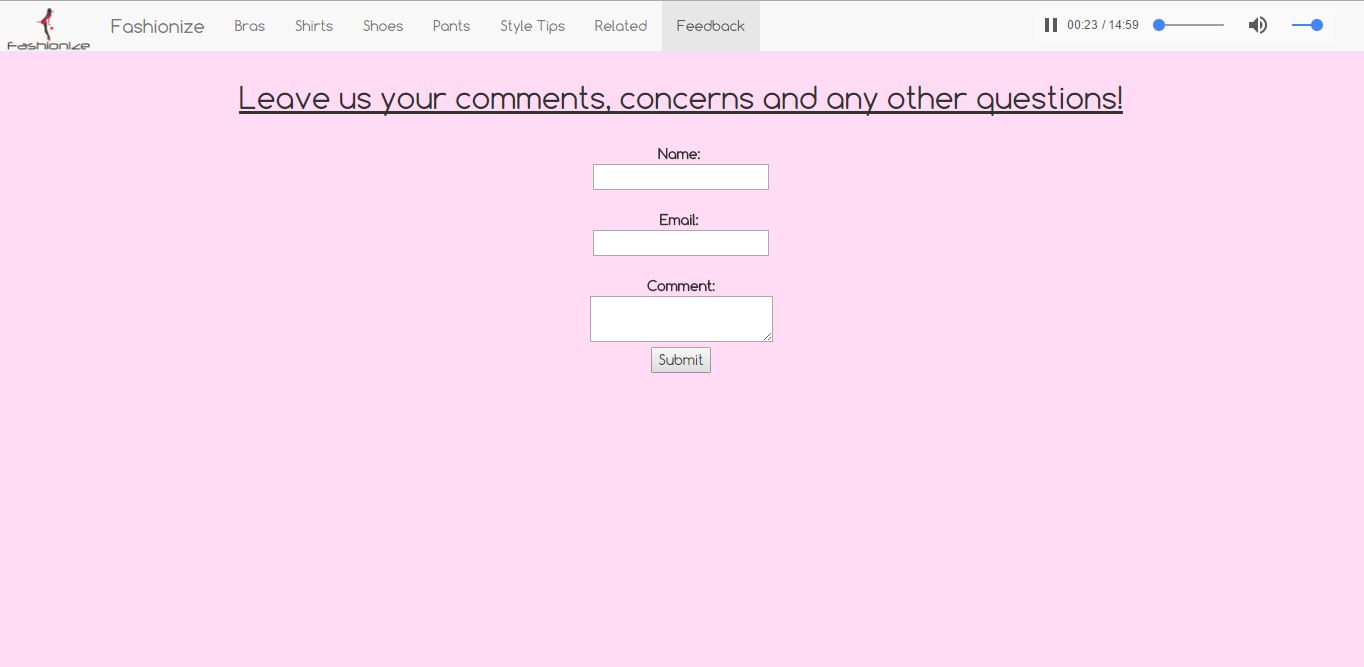 Fashionize
Fashionize Bras Shirts Shoes Pants Style Tips Related Feedback 00:23 / 14:59
Leave us your comments, concerns and any other questions!
Name:
Email:
Comment:
Submit